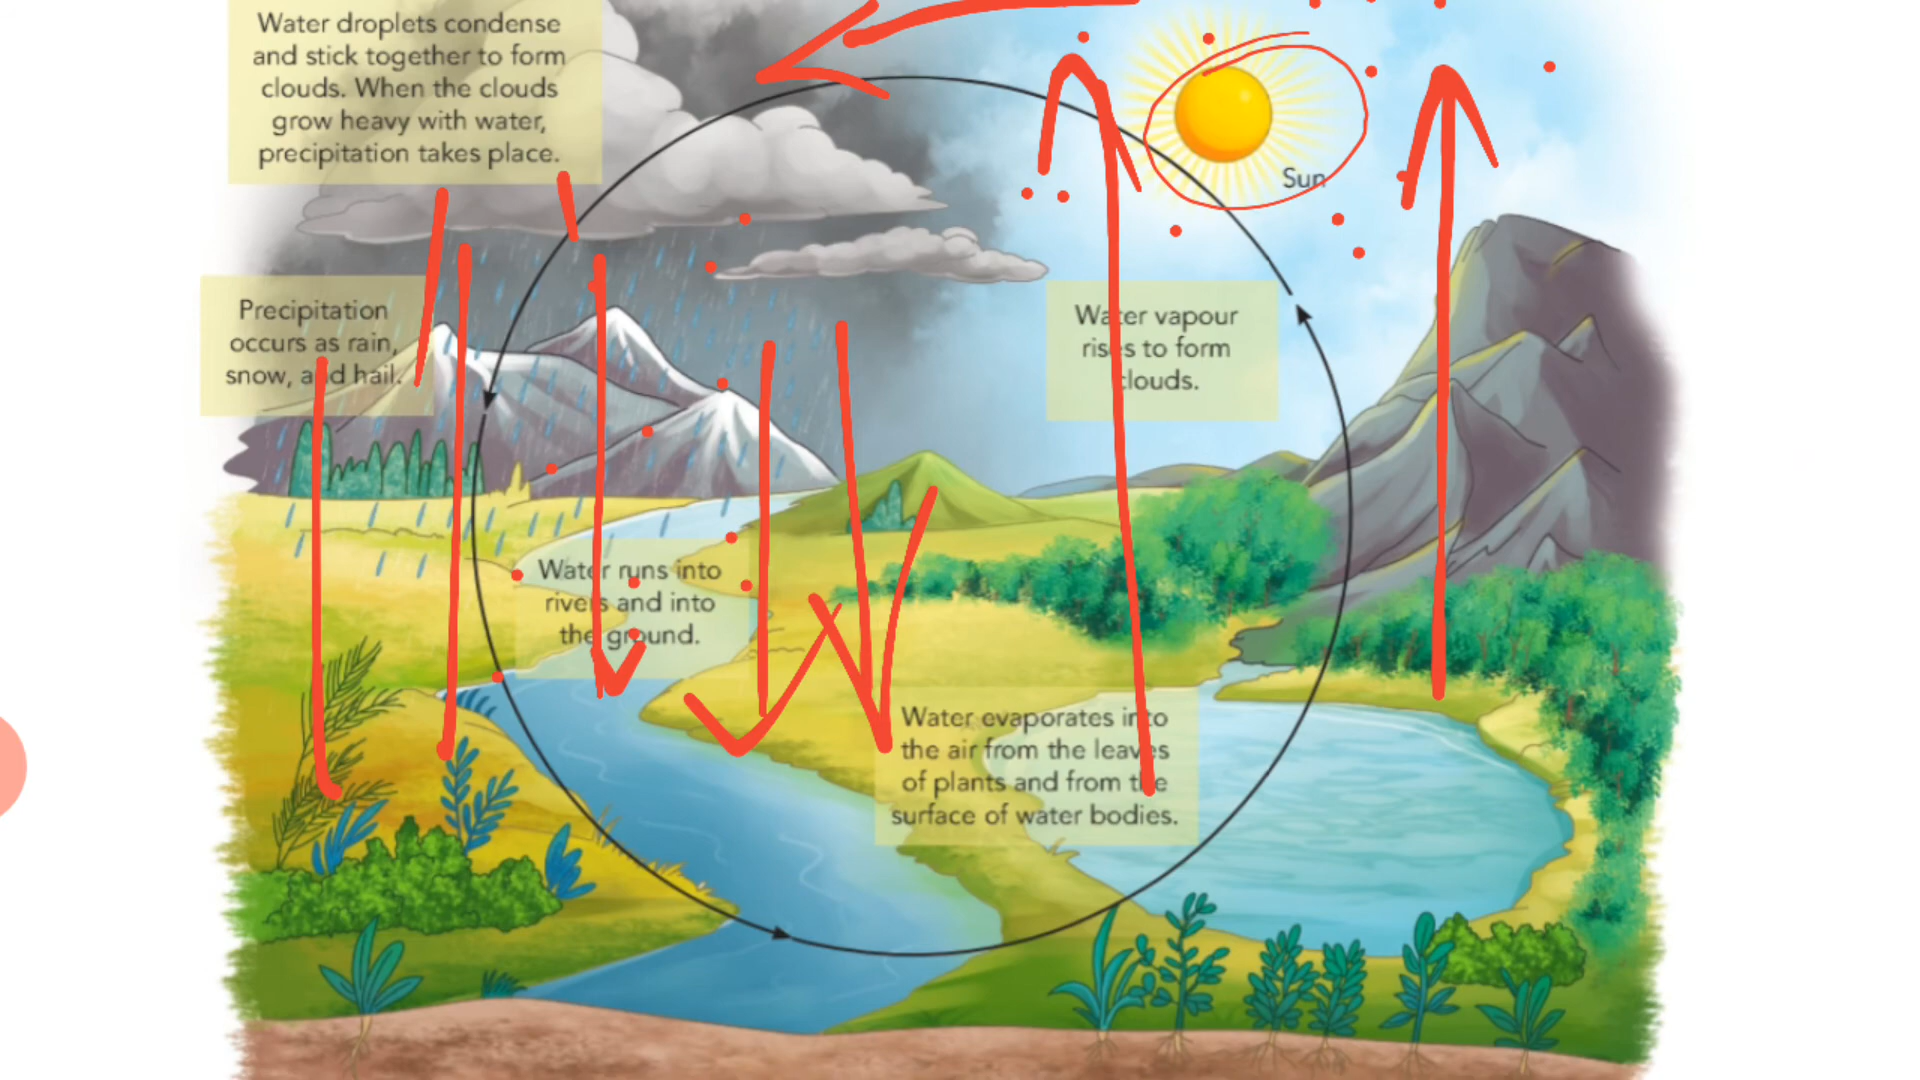 Water droplets condense
and stick together to form
clouds. When the clouds
grow heavy with water,
precipitation takes place.
Sun
Precipitation
occurs as rain,
snow, and hail.
Water vapour
rises to form
clouds.
Water runs into
rivers and into
the ground.
Water evaporates into
the air from the leaves
of plants and from the
surface of water bodies.